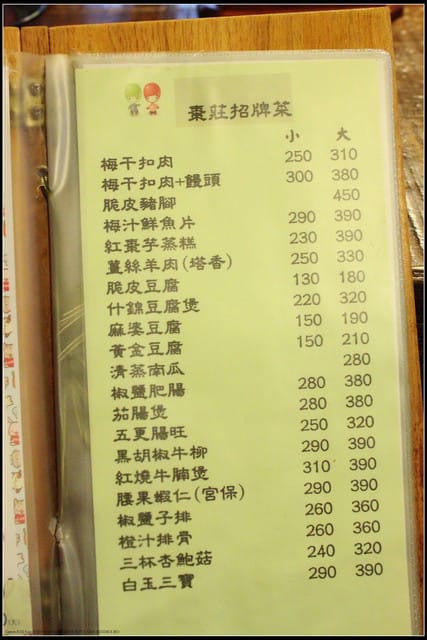 棗莊招牌菜
小 大
梅干扣肉 250 310
梅干扣肉+饅頭 300 380
脆皮豬腳 450
梅汁鮮魚片 290 390
紅棗芋蒸糕 230 390
薑絲羊肉(塔香) 250 330
脆皮豆腐 130 180
什錦豆腐煲 220 320
麻婆豆腐 150 190
黃金豆腐 150 210
清蒸南瓜 280
椒鹽肥腸 280 380
茄腸煲 280 380
五更腸旺 250 320
黑胡椒牛柳 290 390
紅燒牛腩煲 310 390
腰果蝦仁(宮保) 290 390
椒鹽子排 260 360
橙汁排骨 260 360
三杯杏鮑菇 240 320
白玉三寶 290 390